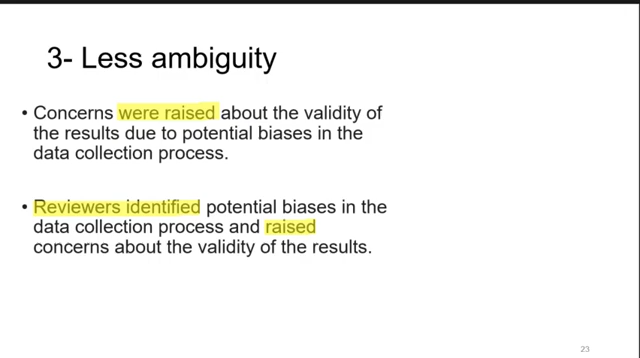 3- Less ambiguity
• Concerns were raised about the validity of
the results due to potential biases in the
data collection process.
• Reviewers identified potential biases in the
data collection process and raised
concerns about the validity of the results.
23